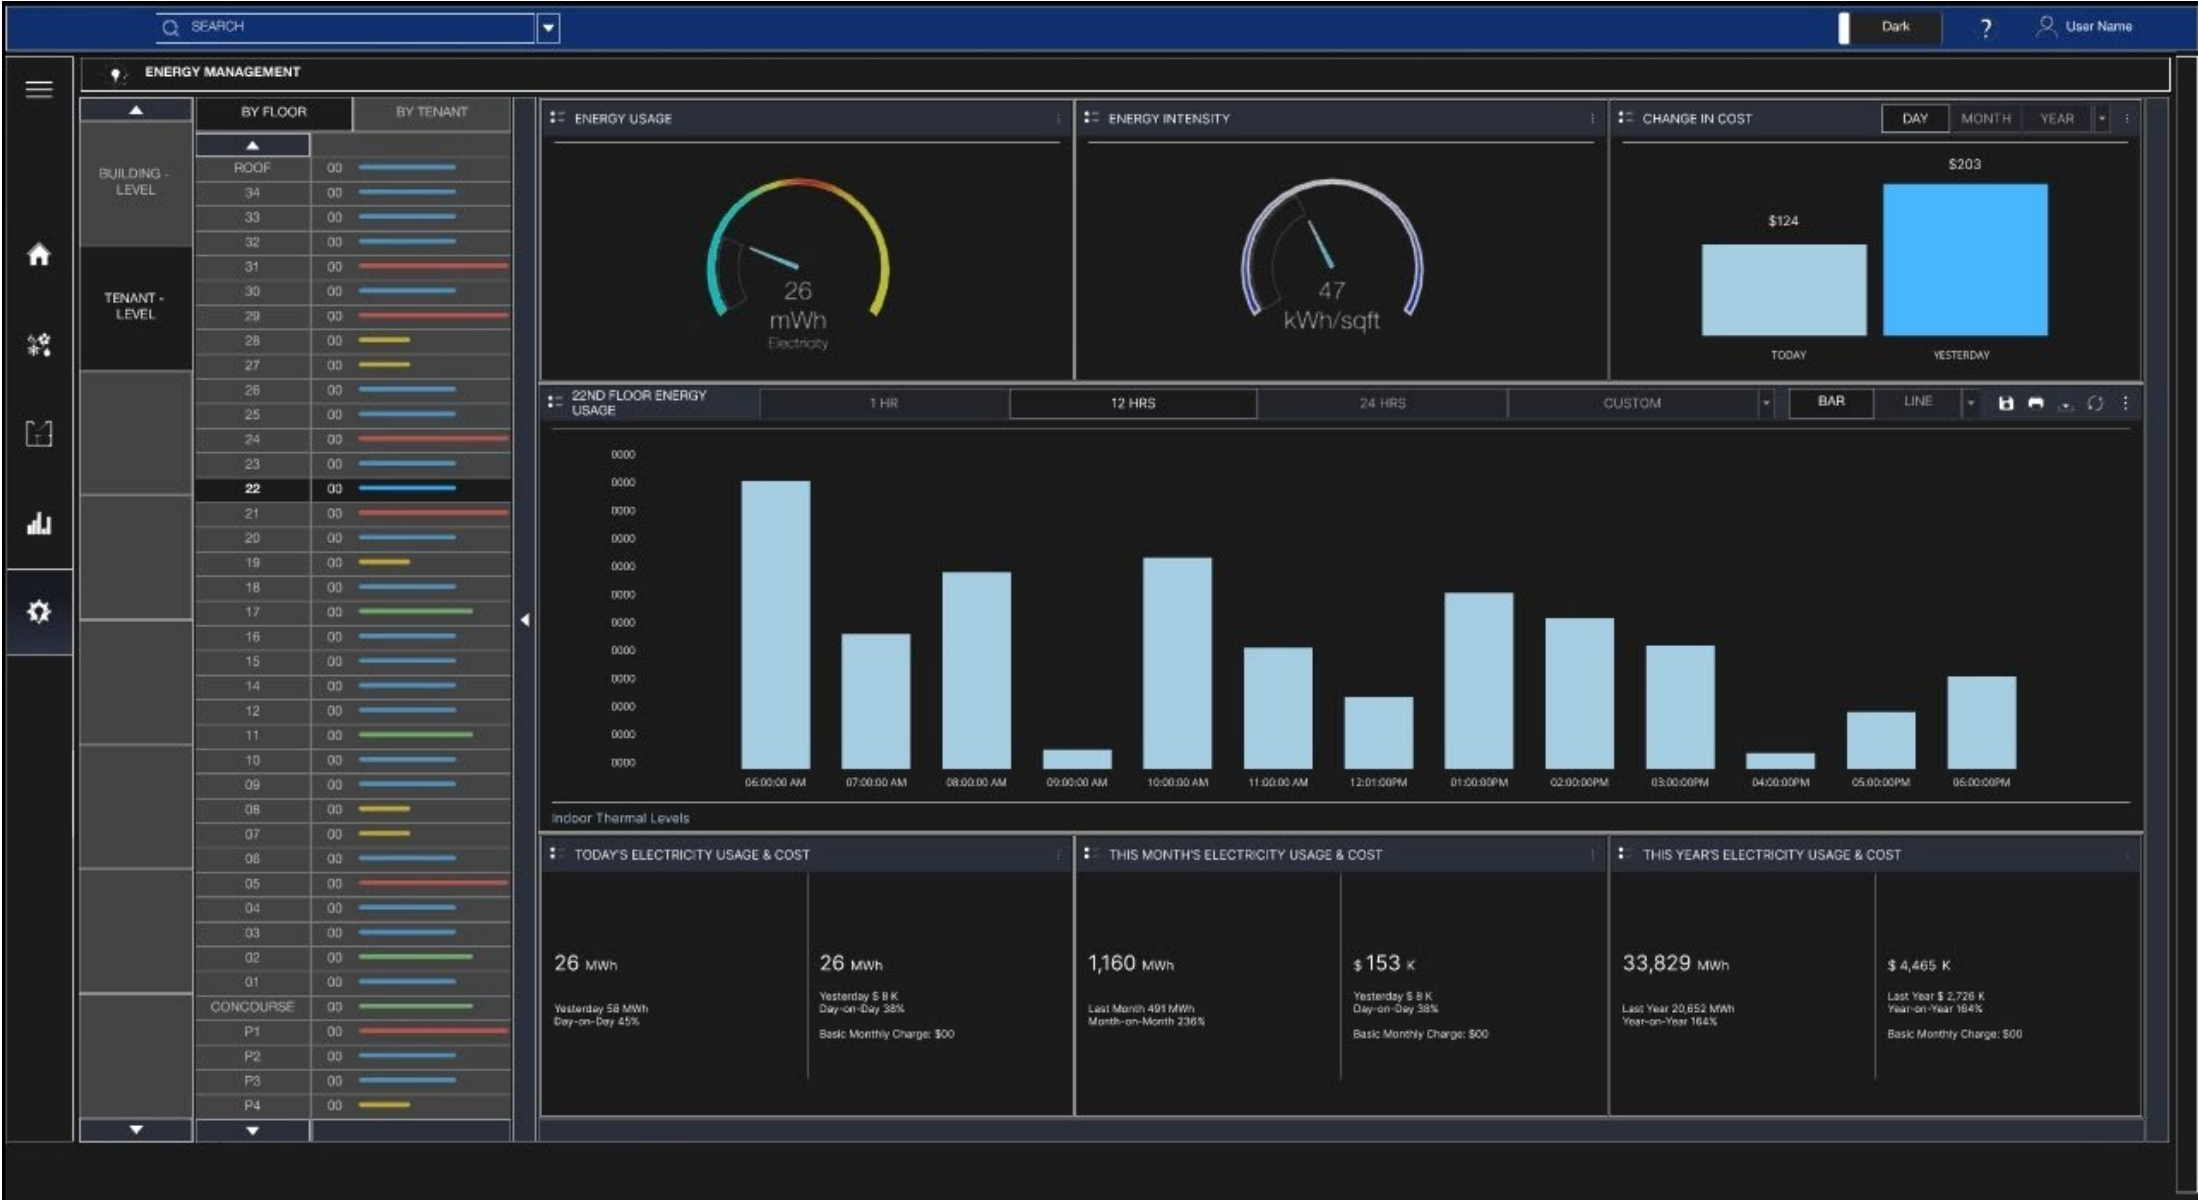 SEARCH
Dark
?
User Name
ENERGY MANAGEMENT
BUILDING -
LEVEL
TENANT -
LEVEL
BY FLOOR
BY TENANT
ROOF 00
34 00
33 00
32 00
31 00
30 00
29 00
28 00
27 00
26 00
25 00
24 00
23 00
22 00
21 00
20 00
19 00
18 00
17 00
16 00
15 00
14 00
12 00
11 00
10 00
09 00
08 00
07 00
06 00
05 00
04 00
03 00
02 00
01 00
CONCOURSE 00
P1 00
P2 00
P3 00
P4 00
ENERGY USAGE
26
mWh
Electricity
ENERGY INTENSITY
47
kWh/sqft
CHANGE IN COST
DAY MONTH YEAR
$203
$124
TODAY YESTERDAY
22ND FLOOR ENERGY
USAGE
1 HR 12 HRS 24 HRS CUSTOM
BAR LINE
0000
0000
0000
0000
0000
0000
0000
0000
0000
0000
0000
0000
06:00:00 AM 07:00:00 AM 08:00:00 AM 09:00:00 AM 10:00:00 AM 11:00:00 AM 12:01:00PM 01:00:00PM 02:00:00PM 03:00:00PM 04:00:00PM 05:00:00PM 06:00:00PM
Indoor Thermal Levels
TODAY'S ELECTRICITY USAGE & COST
26 MWh
Yesterday 58 MWh
Day-on-Day 45%
26 MWh
Yesterday $ 8 K
Day-on-Day 38%
Basic Monthly Charge: $00
THIS MONTH'S ELECTRICITY USAGE & COST
1,160 MWh
Last Month 491 MWh
Month-on-Month 236%
$ 153 K
Yesterday $ 8 K
Day-on-Day 38%
Basic Monthly Charge: $00
THIS YEAR'S ELECTRICITY USAGE & COST
33,829 MWh
Last Year 20,652 MWh
Year-on-Year 164%
$ 4,465 K
Last Year $ 2,726 K
Year-on-Year 164%
Basic Monthly Charge: $00